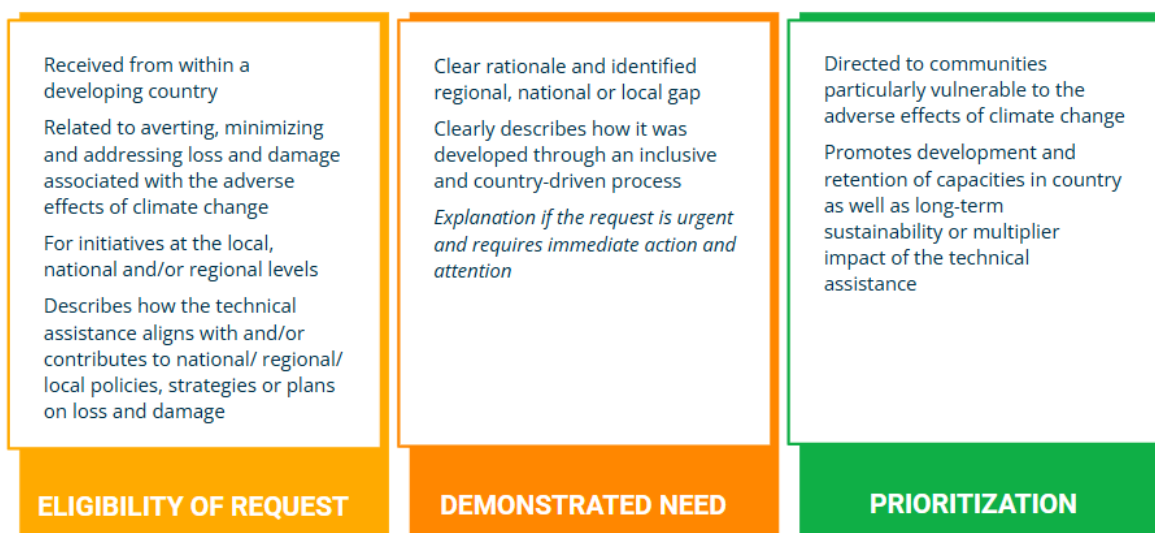 Received from within a
developing country
Related to averting, minimizing
and addressing loss and damage
associated with the adverse
effects of climate change
For initiatives at the local,
national and/or regional levels
Describes how the technical
assistance aligns with and/or
contributes to national/ regional/
local policies, strategies or plans
on loss and damage
ELIGIBILITY OF REQUEST
Clear rationale and identified
regional, national or local gap
Clearly describes how it was
developed through an inclusive
and country-driven process
Explanation if the request is urgent
and requires immediate action and
attention
DEMONSTRATED NEED
Directed to communities
particularly vulnerable to the
adverse effects of climate change
Promotes development and
retention of capacities in country
as well as long-term
sustainability or multiplier
impact of the technical
assistance
PRIORITIZATION